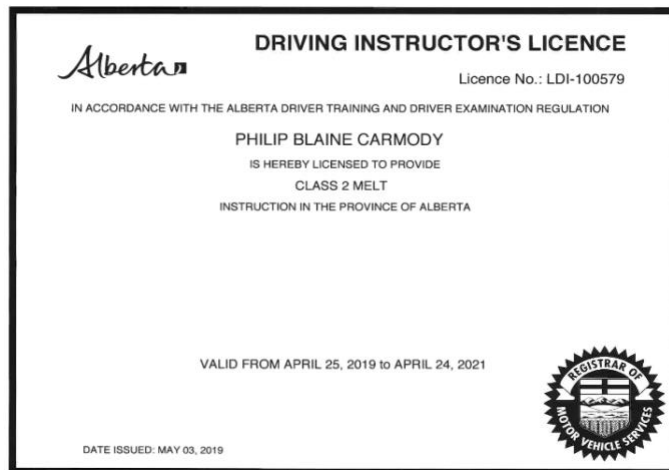 Alberta
DRIVING INSTRUCTOR'S LICENCE
Licence No.: LDI-100579
IN ACCORDANCE WITH THE ALBERTA DRIVER TRAINING AND DRIVER EXAMINATION REGULATION
PHILIP BLAINE CARMODY
IS HEREBY LICENSED TO PROVIDE
CLASS 2 MELT
INSTRUCTION IN THE PROVINCE OF ALBERTA
VALID FROM APRIL 25, 2019 to APRIL 24, 2021
REGISTRAR OF
MOTOR VEHICLE SERVICES
DATE ISSUED: MAY 03, 2019